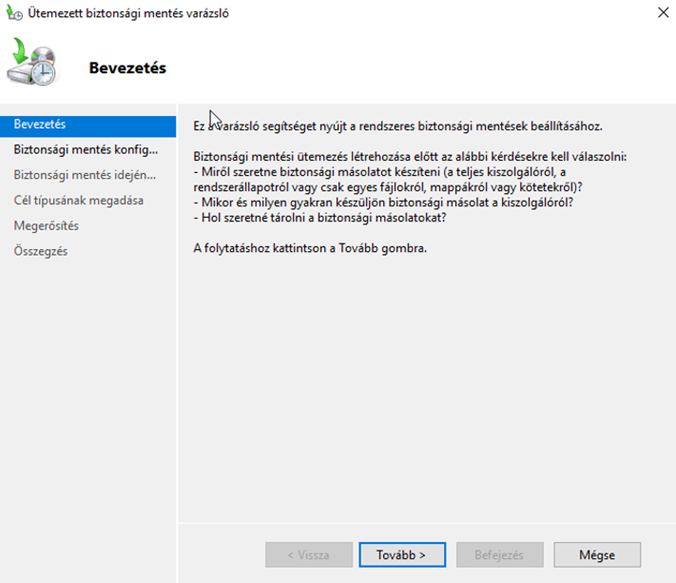 Ütemezett biztonsági mentés varázsló
Bevezetés
Bevezetés
Biztonsági mentés konfig...
Biztonsági mentés idején...
Cél típusának megadása
Megerősítés
Összegzés
Ez a varázsló segítséget nyújt a rendszeres biztonsági mentések beállításához.
Biztonsági mentési ütemezés létrehozása előtt az alábbi kérdésekre kell válaszolni:
- Miről szeretne biztonsági másolatot készíteni (a teljes kiszolgálóról, a
rendszerállapotról vagy csak egyes fájlokról, mappákról vagy kötetekről)?
- Mikor és milyen gyakran készüljön biztonsági másolat a kiszolgálóról?
- Hol szeretné tárolni a biztonsági másolatokat?
A folytatáshoz kattintson a Tovább gombra.
< Vissza
Tovább >
Befejezés
Mégse